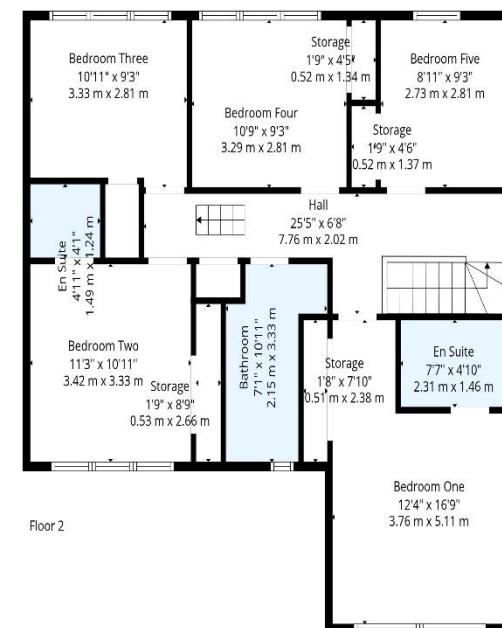 Bedroom Three
10'11" x 9'3"
3.33 m x 2.81 m
Storage
1'9" x 4'5"
0.52 m x 1.34 m
Bedroom Four
10'9" x 9'3"
3.29 m x 2.81 m
Bedroom Five
8'11" x 9'3"
2.73 m x 2.81 m
Storage
1'9" x 4'6"
0.52 m x 1.37 m
Hall
25'5" x 6'8"
7.76 m x 2.02 m
En Suite
4'11" x 4'1"
1.49 m x 1.24 m
Bedroom Two
11'3" x 10'11"
3.42 m x 3.33 m
Storage
1'9" x 8'9"
0.53 m x 2.66 m
Bathroom
7'1" x 10'11"
2.15 m x 3.33 m
Storage
1'8" x 7'10"
0.51 m x 2.38 m
En Suite
7'7" x 4'10"
2.31 m x 1.46 m
Bedroom One
12'4" x 16'9"
3.76 m x 5.11 m
Floor 2